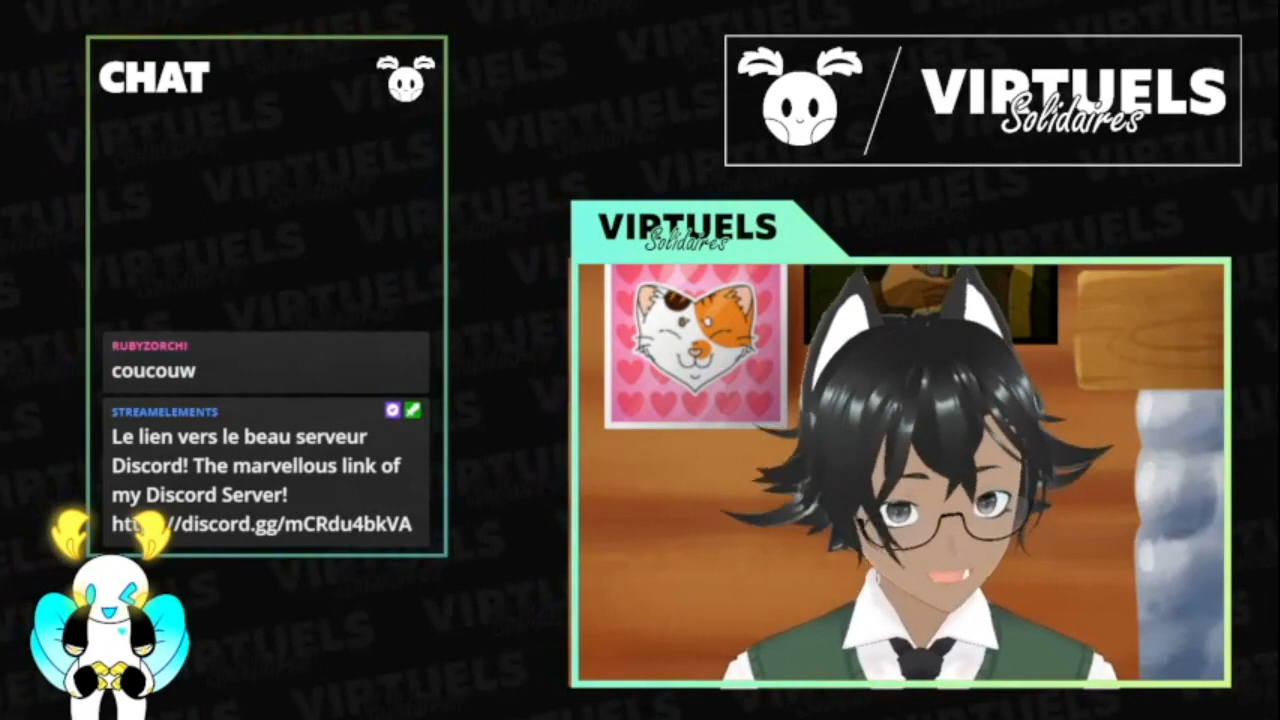 CHAT
RUBYZORCHI
coucouw
STREAMELEMENTS
Le lien vers le beau serveur
Discord! The marvellous link of
my Discord Server!
//discord.gg/mCRdu4bkVA
VIRTUELS
Solidaires
VIRTUELS
Solidaires